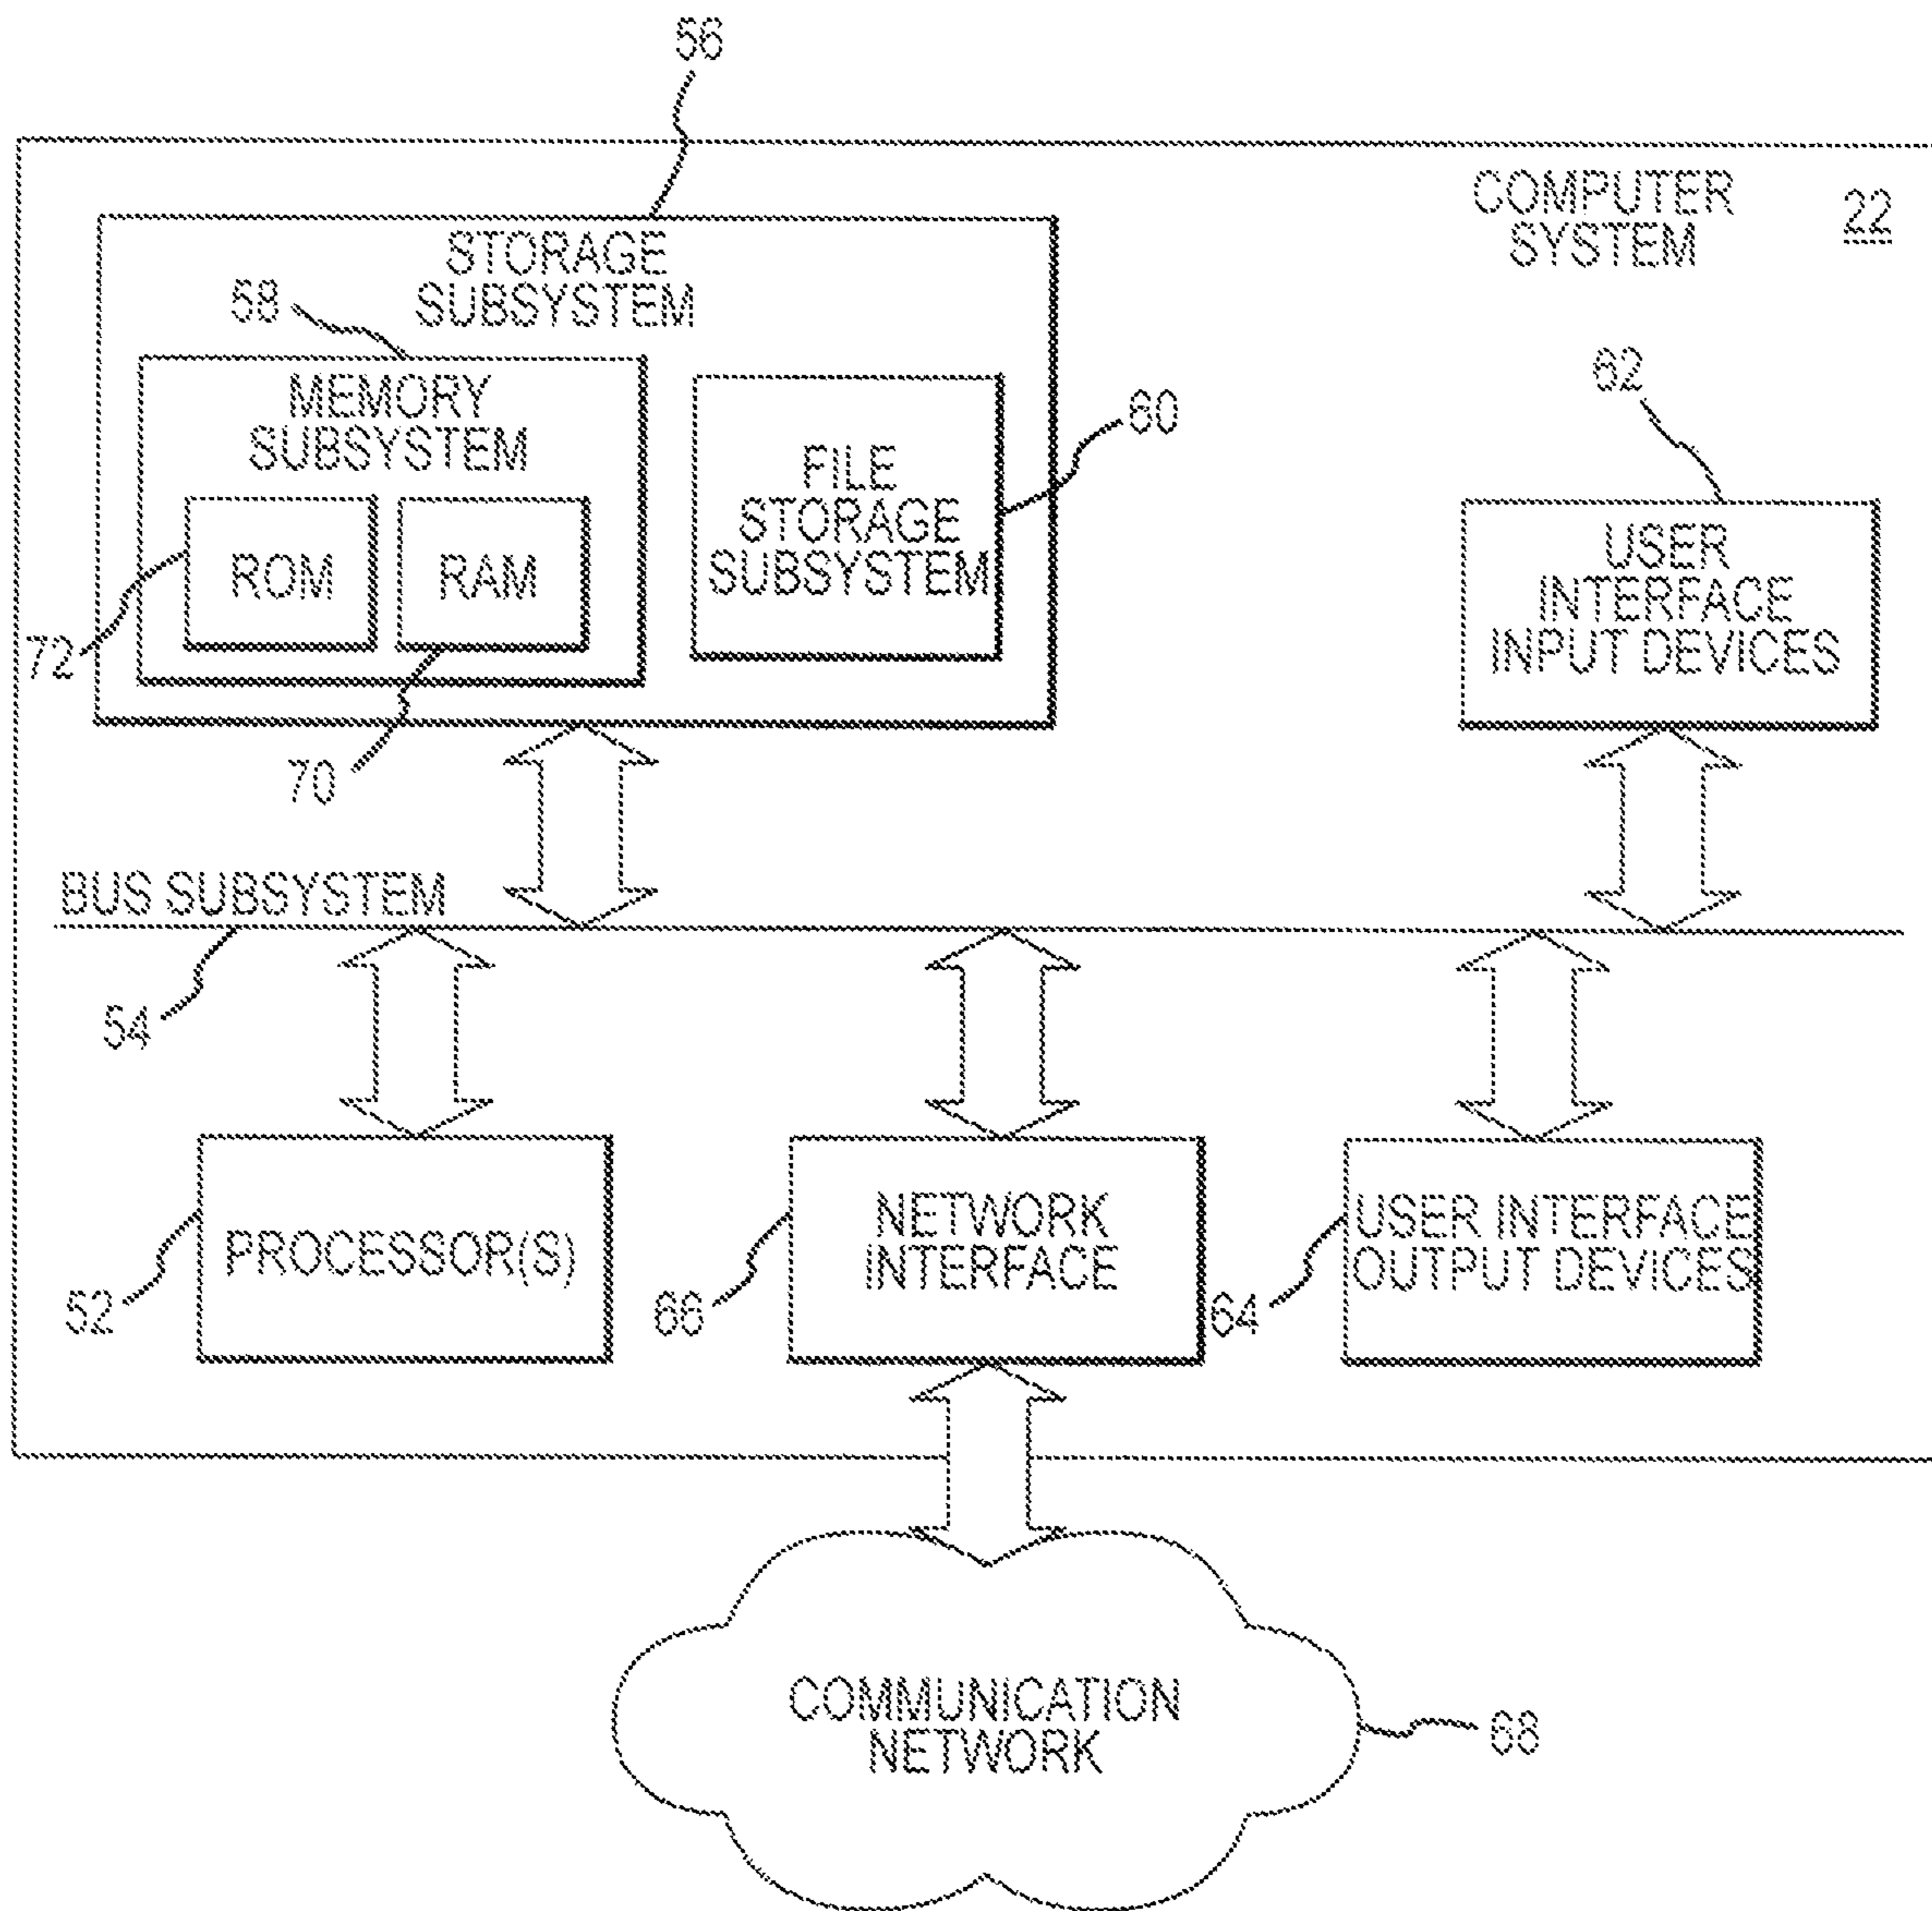 56
COMPUTER
SYSTEM
22
STORAGE
SUBSYSTEM
58
MEMORY
SUBSYSTEM
62
60
FILE
STORAGE
SUBSYSTEM
USER
INTERFACE
INPUT DEVICES
ROM
RAM
72
70
BUS SUBSYSTEM
54
PROCESSOR(S)
NETWORK
INTERFACE
USER INTERFACE
OUTPUT DEVICES
52
66
64
COMMUNICATION
NETWORK
68